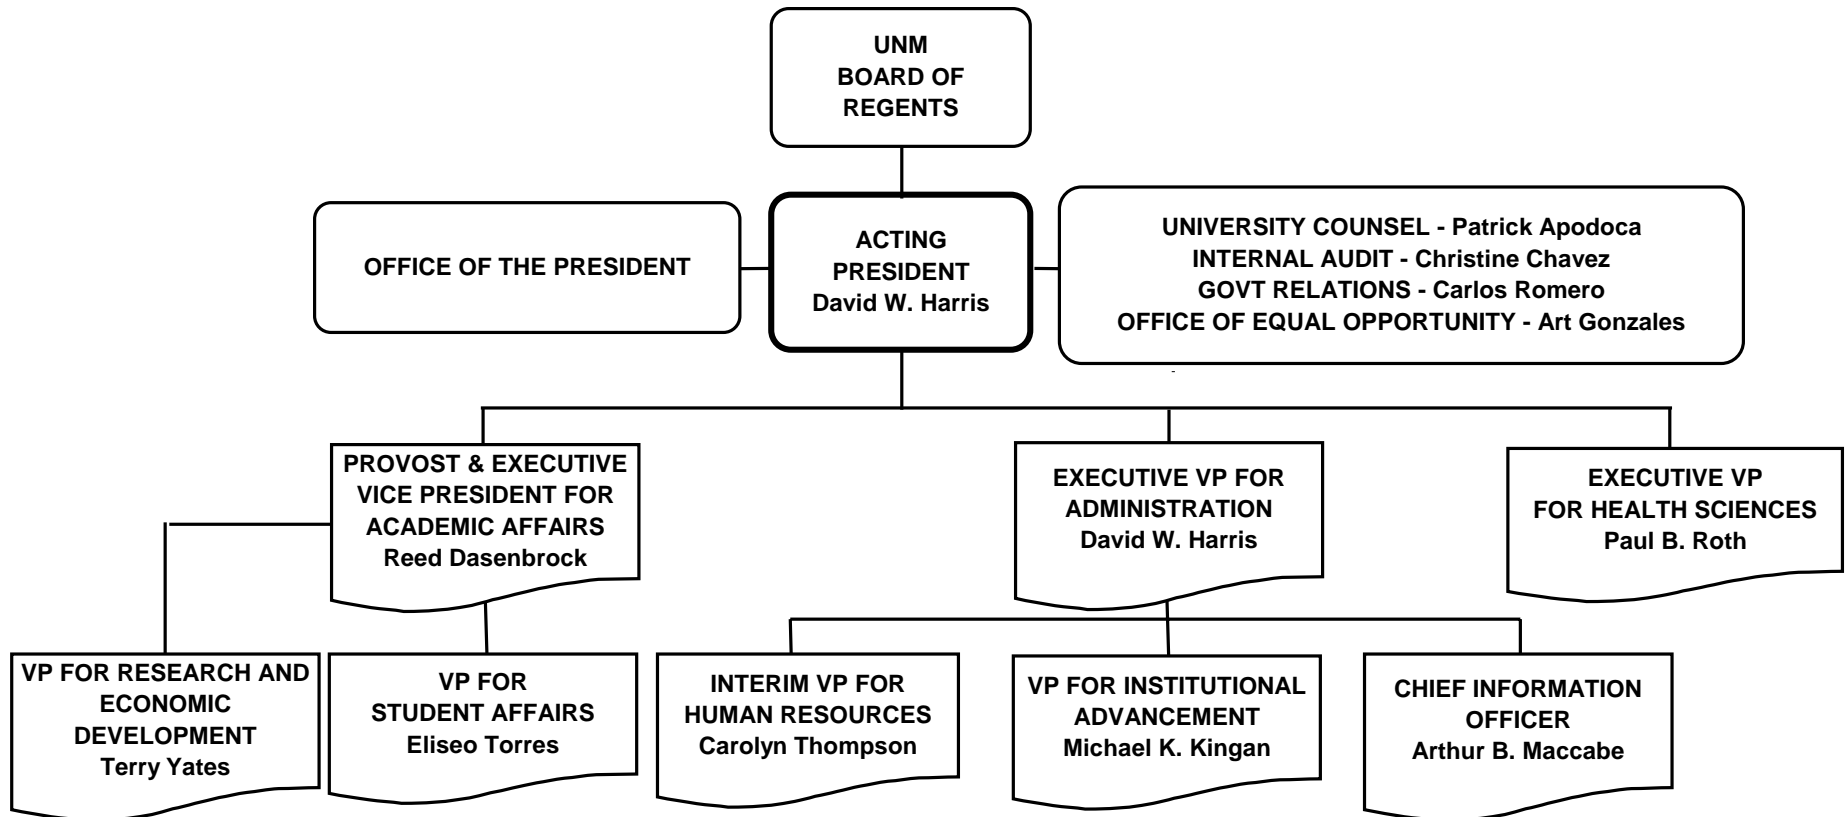 UNM
BOARD OF
REGENTS
OFFICE OF THE PRESIDENT
ACTING
PRESIDENT
David W. Harris
UNIVERSITY COUNSEL - Patrick Apodoca
INTERNAL AUDIT - Christine Chavez
GOVT RELATIONS - Carlos Romero
OFFICE OF EQUAL OPPORTUNITY - Art Gonzales
PROVOST & EXECUTIVE
VICE PRESIDENT FOR
ACADEMIC AFFAIRS
Reed Dasenbrock
EXECUTIVE VP FOR
ADMINISTRATION
David W. Harris
EXECUTIVE VP
FOR HEALTH SCIENCES
Paul B. Roth
VP FOR RESEARCH AND
ECONOMIC
DEVELOPMENT
Terry Yates
VP FOR
STUDENT AFFAIRS
Eliseo Torres
INTERIM VP FOR
HUMAN RESOURCES
Carolyn Thompson
VP FOR INSTITUTIONAL
ADVANCEMENT
Michael K. Kingan
CHIEF INFORMATION
OFFICER
Arthur B. Maccabe